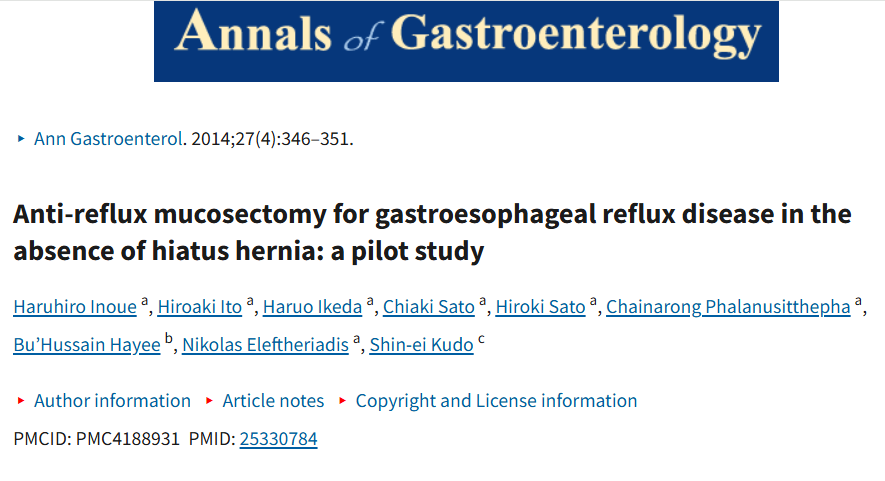 Annals of Gastroenterology
Ann Gastroenterol. 2014;27(4):346–351.
Anti-reflux mucosectomy for gastroesophageal reflux disease in the
absence of hiatus hernia: a pilot study
Haruhiro Inoue a, Hiroaki Ito a, Haruo Ikeda a, Chiaki Sato a, Hiroki Sato a, Chainarong Phalanusitthepha a,
Bu’Hussain Hayee b, Nikolas Eleftheriadis a, Shin-ei Kudo c
Author information Article notes Copyright and License information
PMCID: PMC4188931 PMID: 25330784